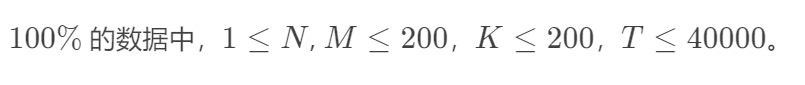 100% 的数据中，1 ≤ N, M ≤ 200，K ≤ 200，T ≤ 40000。